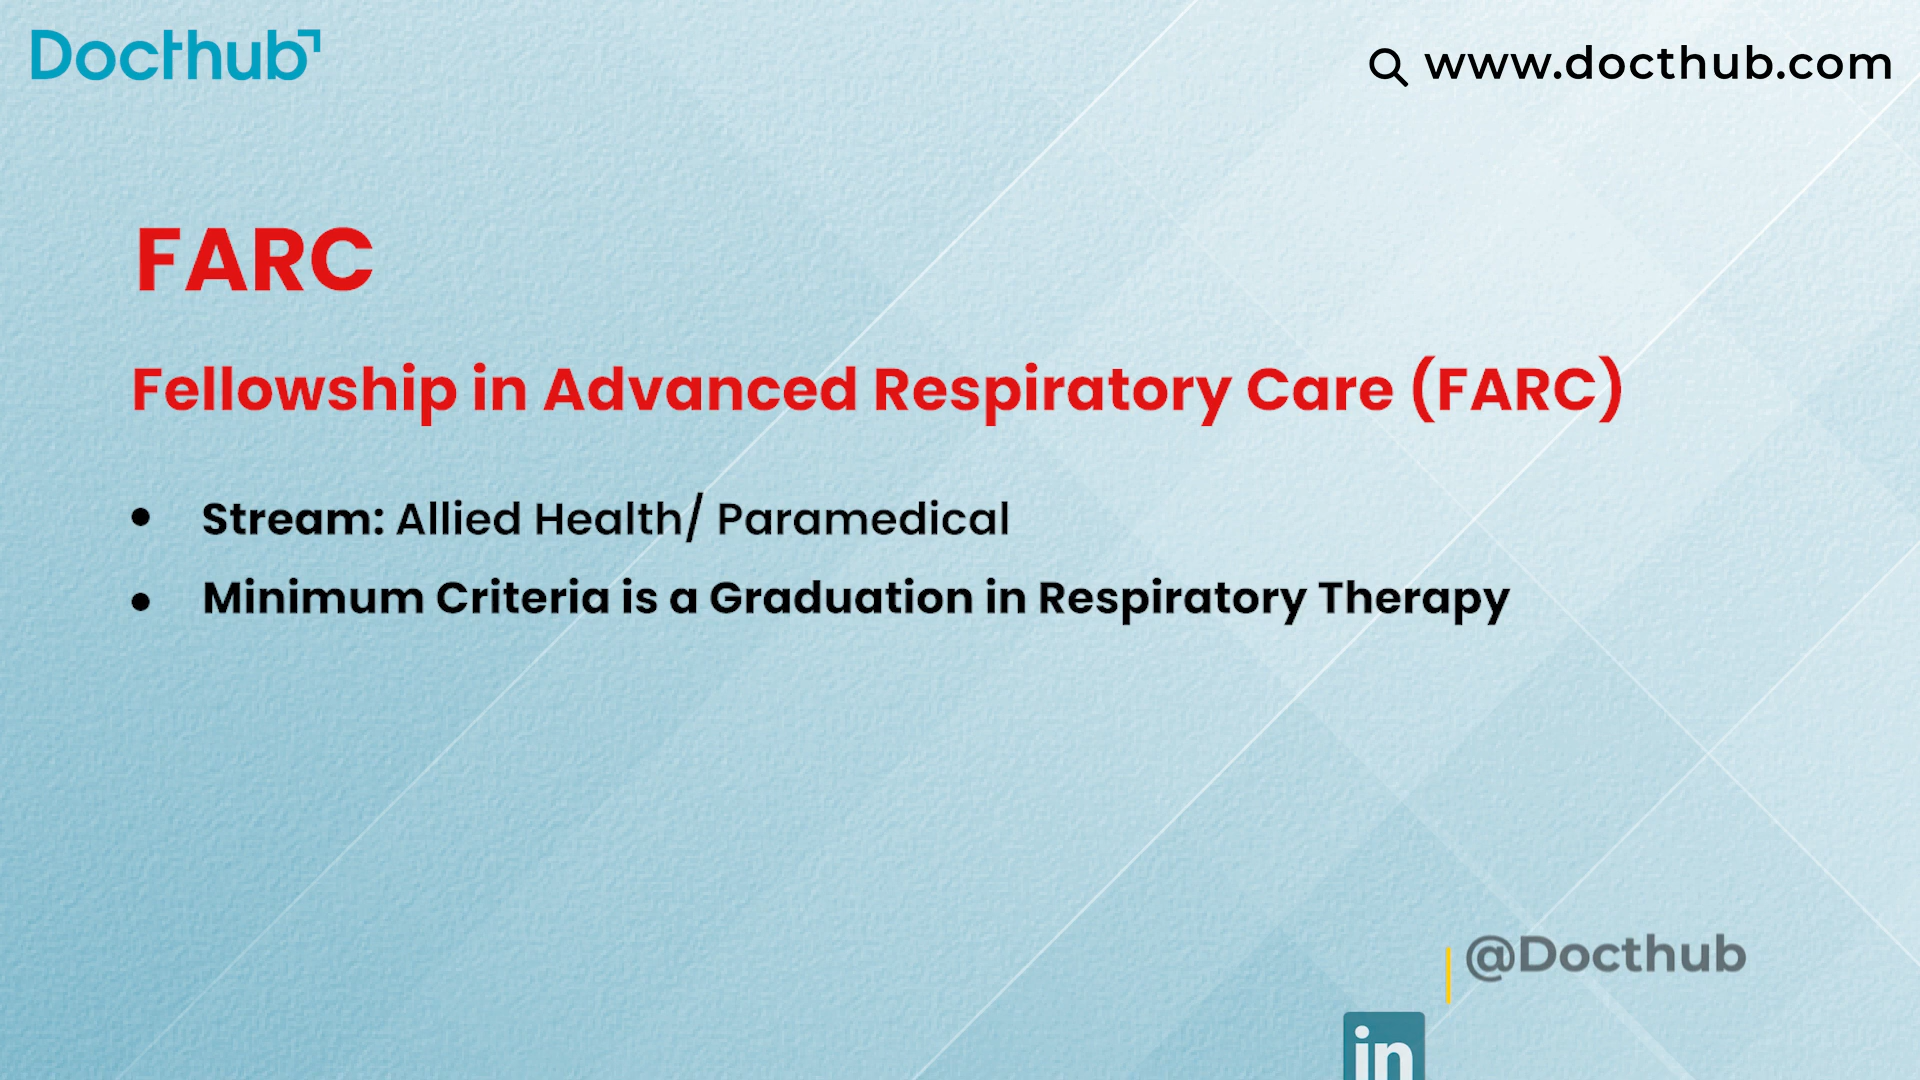 Docthub
www.docthub.com
FARC
Fellowship in Advanced Respiratory Care (FARC)
• Stream: Allied Health/ Paramedical
• Minimum Criteria is a Graduation in Respiratory Therapy
@Docthub
in